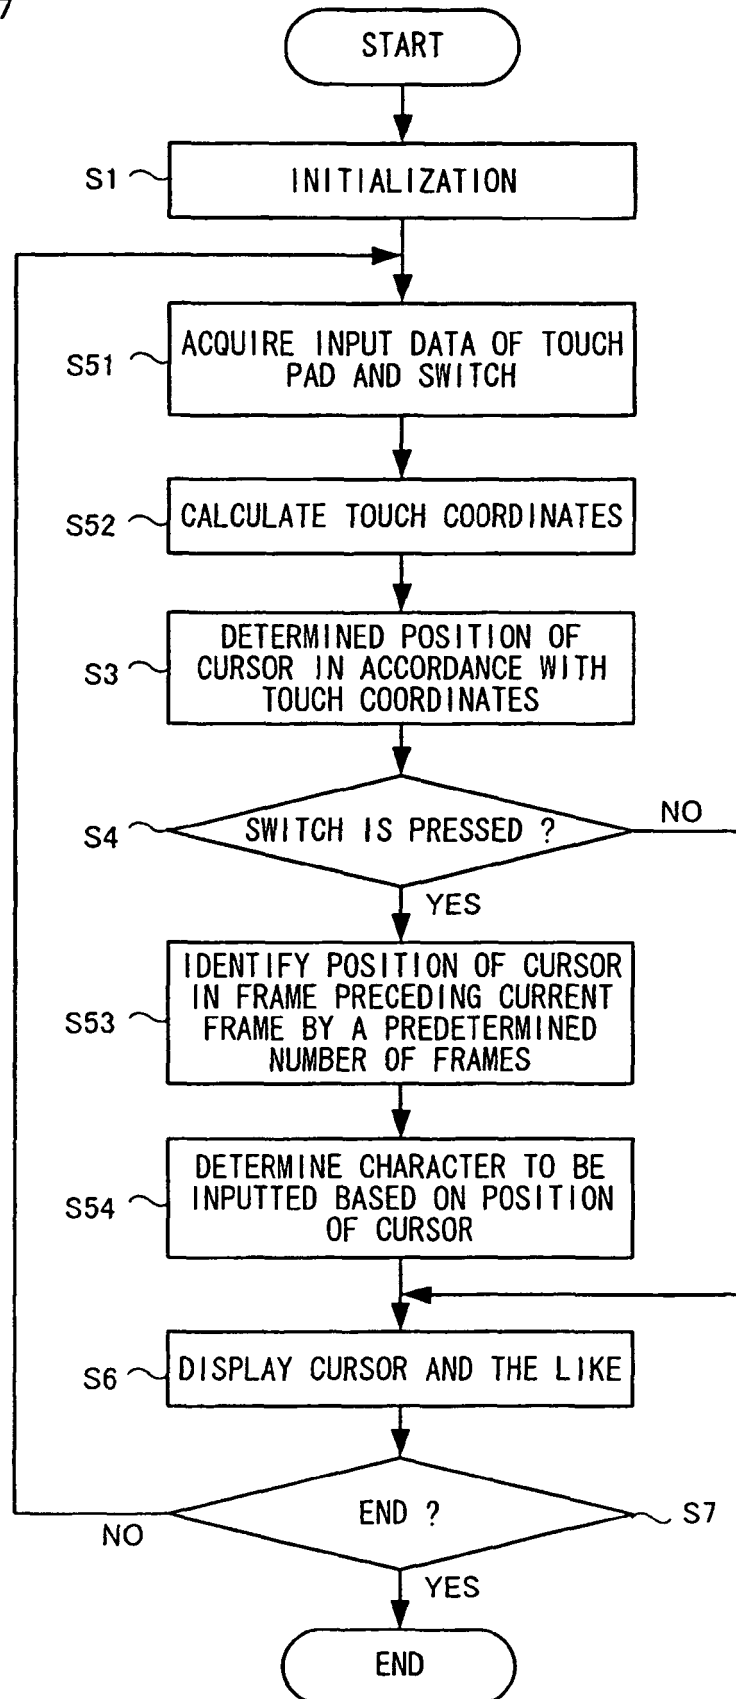 7
START
S1
INITIALIZATION
S51
ACQUIRE INPUT DATA OF TOUCH
PAD AND SWITCH
S52
CALCULATE TOUCH COORDINATES
S3
DETERMINED POSITION OF
CURSOR IN ACCORDANCE WITH
TOUCH COORDINATES
S4
SWITCH IS PRESSED ?
NO
YES
S53
IDENTIFY POSITION OF CURSOR
IN FRAME PRECEDING CURRENT
FRAME BY A PREDETERMINED
NUMBER OF FRAMES
S54
DETERMINE CHARACTER TO BE
INPUTTED BASED ON POSITION
OF CURSOR
S6
DISPLAY CURSOR AND THE LIKE
END ?
S7
NO
YES
END